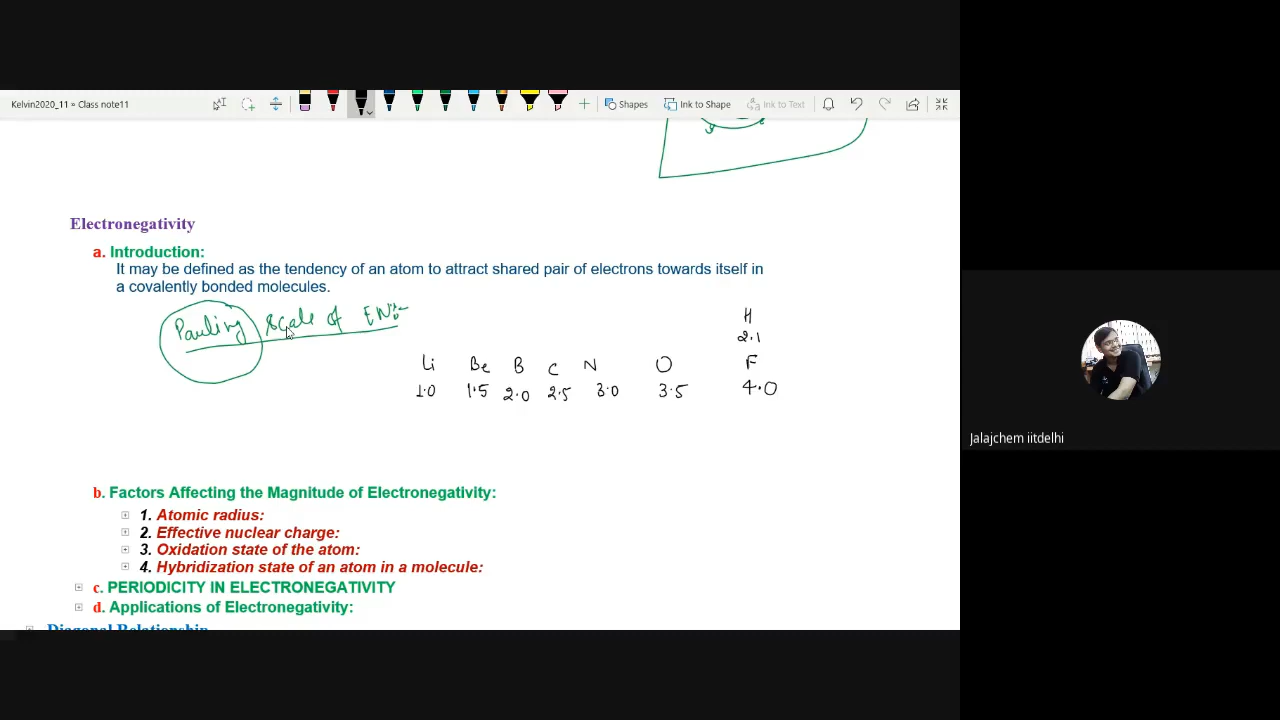 Kelvin2020_11 » Class note11
Shapes
Ink to Shape
Ink to Text
Electronegativity
a. Introduction:
It may be defined as the tendency of an atom to attract shared pair of electrons towards itself in
a covalently bonded molecules.
Pauling scale of
H
2.1
Li Be B C N O F
1.0 1.5 2.0 2.5 3.0 3.5 4.0
b. Factors Affecting the Magnitude of Electronegativity:
1. Atomic radius:
2. Effective nuclear charge:
3. Oxidation state of the atom:
4. Hybridization state of an atom in a molecule:
c. PERIODICITY IN ELECTRONEGATIVITY
d. Applications of Electronegativity:
Diagonal Relationship
Jalajchem iitdelhi